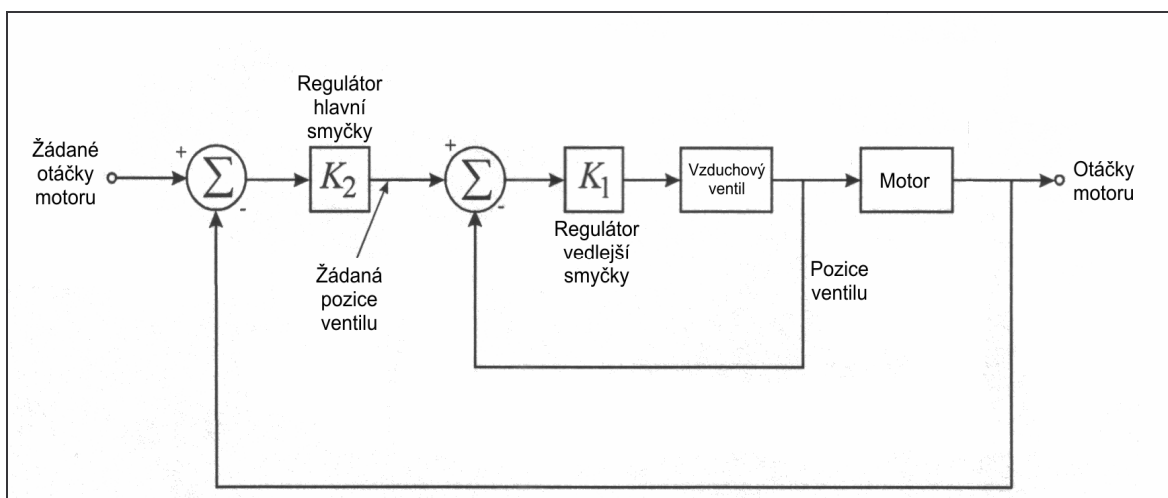 Žádané
otáčky
motoru
+
Σ
-
Regulátor
hlavní
smyčky
K2
Žádaná
pozice
ventilu
+
Σ
-
K1
Regulátor
vedlejší
smyčky
Vzduchový
ventil
Pozice
ventilu
Motor
Otáčky
motoru